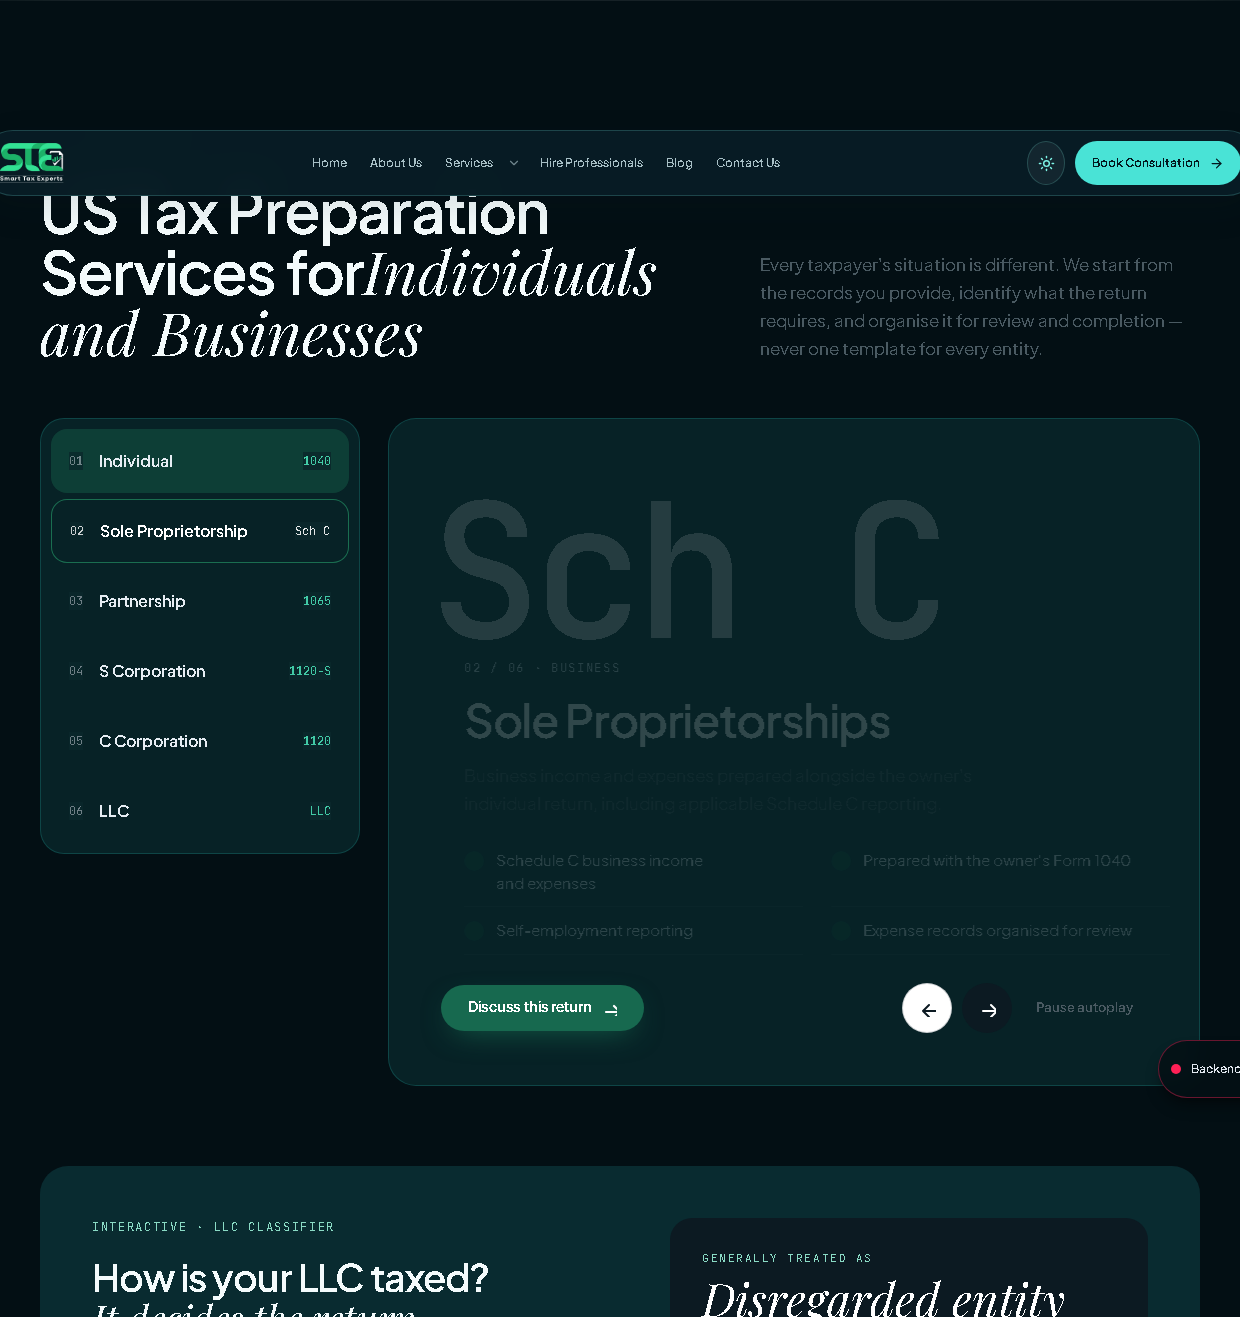 STE
Smart Tax Experts
Home
About Us
Services
Hire Professionals
Blog
Contact Us
Book Consultation →
US Tax Preparation
Services forIndividuals
and Businesses
Every taxpayer's situation is different. We start from
the records you provide, identify what the return
requires, and organise it for review and completion —
never one template for every entity.
01 Individual 1040
02 Sole Proprietorship Sch C
03 Partnership 1065
04 S Corporation 1120-S
05 C Corporation 1120
06 LLC LLC
Sch C
02 / 06 · BUSINESS
Sole Proprietorships
Business income and expenses prepared alongside the owner's
individual return, including applicable Schedule C reporting.
Schedule C business income
and expenses
Prepared with the owner's Form 1040
Self-employment reporting
Expense records organised for review
Discuss this return →
← →
Pause autoplay
Backend
INTERACTIVE · LLC CLASSIFIER
How is your LLC taxed?
It decides the return.
GENERALLY TREATED AS
Disregarded entity